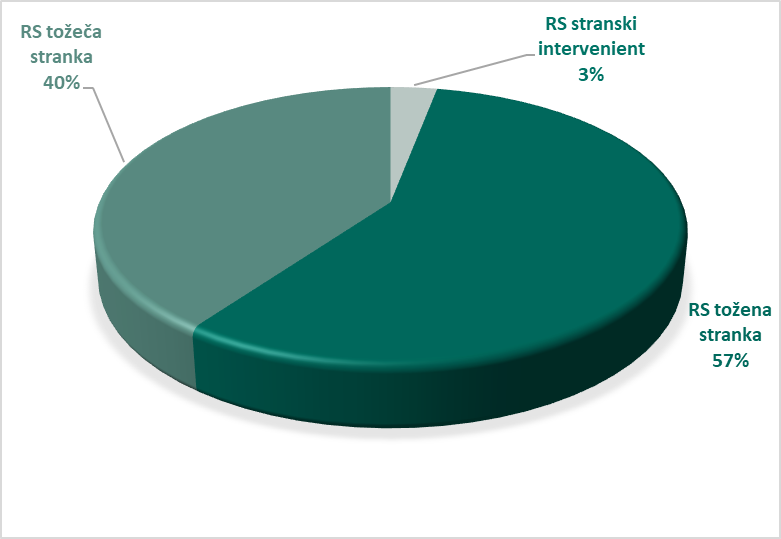 RS tožeča
stranka
40%
RS stranski
intervenient
3%
RS tožena
stranka
57%